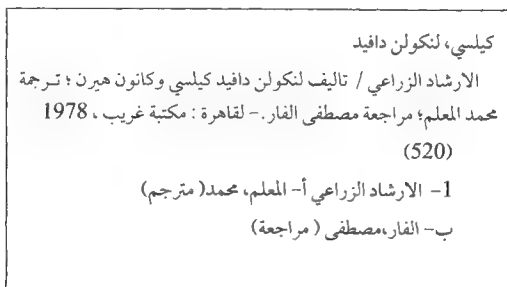 كيلسي، لنكولن دافيد
الارشاد الزراعي / تاليف لنكولن دافيد كيلسي وكانون هيرن ؛ تـرجمة
محمد المعلم؛ مراجعة مصطفى الفار.- لقاهرة : مكتبة غريب ، 1978
(520)
1- الارشاد الزراعي أ- المعلم، محمد( مترجم)
ب- الفار،مصطفى ( مراجعة)